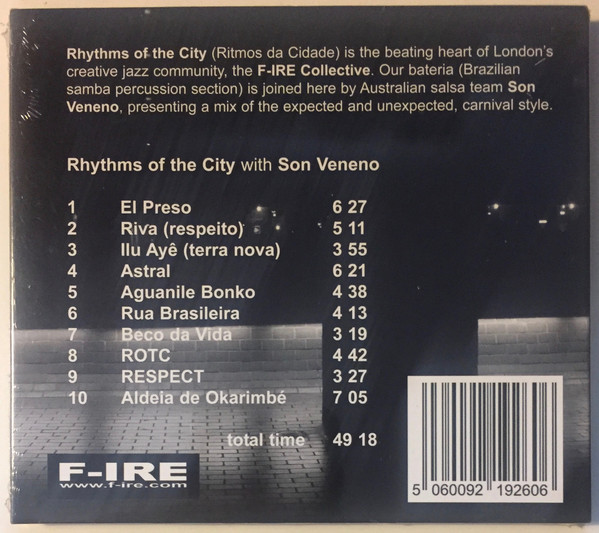 Rhythms of the City (Ritmos da Cidade) is the beating heart of London's
creative jazz community, the F-IRE Collective. Our bateria (Brazilian
samba percussion section) is joined here by Australian salsa team Son
Veneno, presenting a mix of the expected and unexpected, carnival style.
Rhythms of the City with Son Veneno
1 El Preso 6 27
2 Riva (respeito) 5 11
3 Ilu Ayê (terra nova) 3 55
4 Astral 6 21
5 Aguanile Bonko 4 38
6 Rua Brasileira 4 13
7 Beco da Vida 3 19
8 ROTC 4 42
9 RESPECT 3 27
10 Aldeia de Okarimbé 7 05
total time 49 18
F-IRE
www.f-ire.com
5 060092 192606